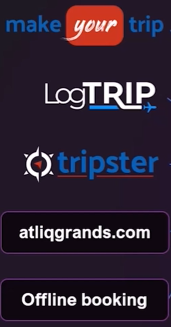 make your trip
LogTRIP
tripster
atliqgrands.com
Offline booking